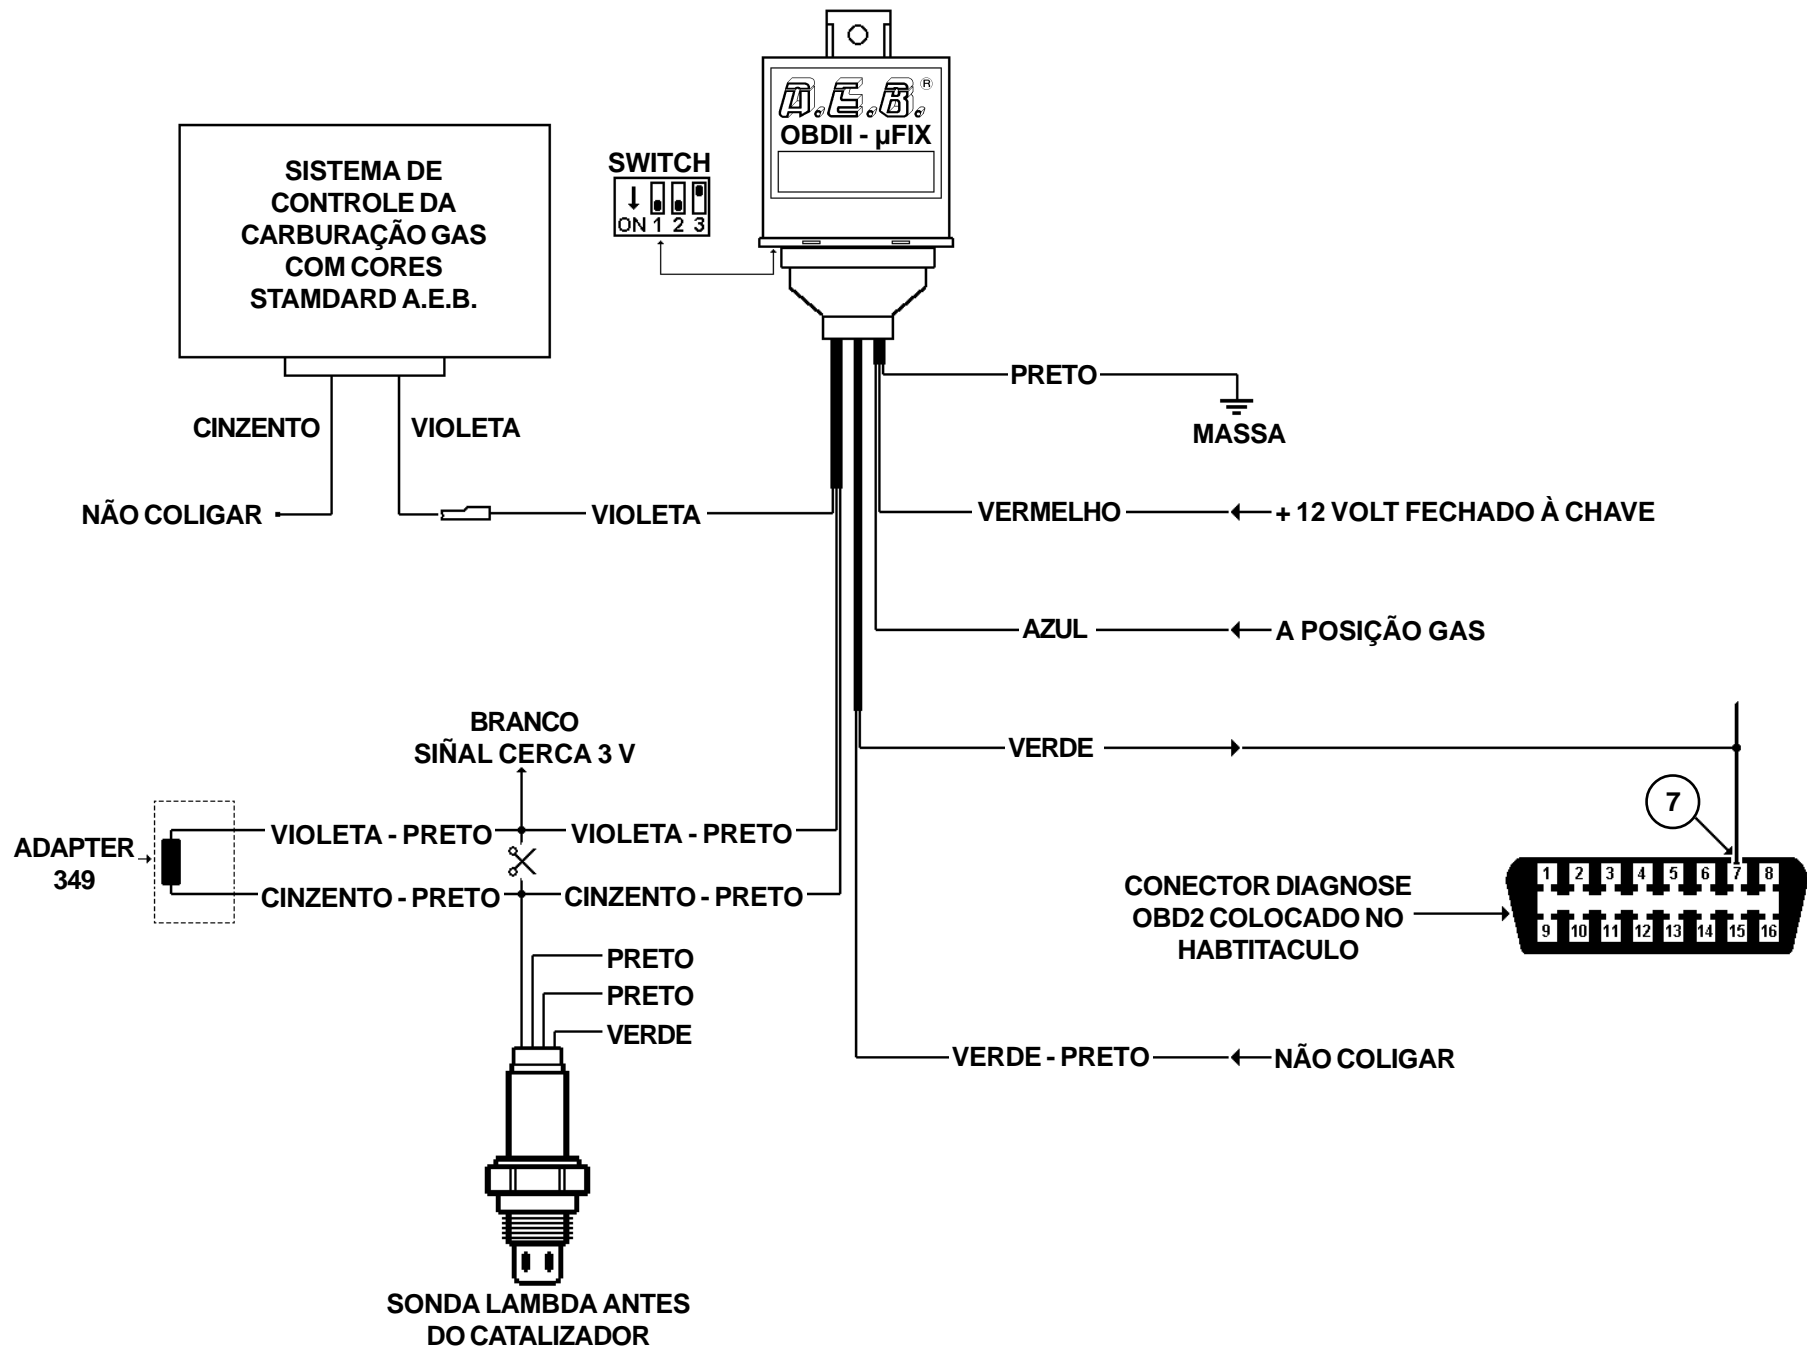 A.E.B.®
OBDII - µFIX
SWITCH
ON 1 2 3
SISTEMA DE
CONTROLE DA
CARBURAÇÃO GAS
COM CORES
STAMDARD A.E.B.
CINZENTO
VIOLETA
NÃO COLIGAR
VIOLETA
PRETO
MASSA
VERMELHO
+ 12 VOLT FECHADO À CHAVE
AZUL
A POSIÇÃO GAS
BRANCO
SIÑAL CERCA 3 V
VERDE
7
ADAPTER
349
VIOLETA - PRETO
VIOLETA - PRETO
CINZENTO - PRETO
CINZENTO - PRETO
CONECTOR DIAGNOSE
OBD2 COLOCADO NO
HABTITACULO
1 2 3 4 5 6 7 8
9 10 11 12 13 14 15 16
PRETO
PRETO
VERDE
VERDE - PRETO
NÃO COLIGAR
SONDA LAMBDA ANTES
DO CATALIZADOR